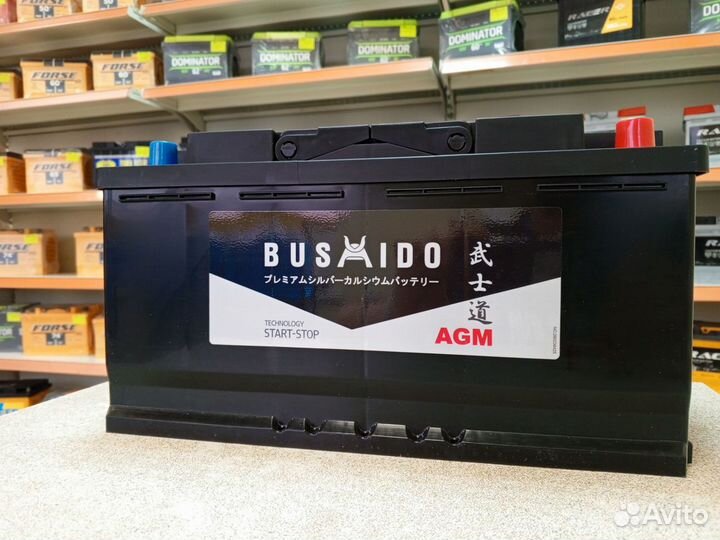 FORSE
DOMINATOR
DOMINATOR
DOMINATOR
DOMINATOR
RACER
FORSE
FORSE
FORSE
BUSHIDO
プレミアムシルバーカルシウムバッテリー
武士道
TECHNOLOGY
START-STOP
AGM
Avito